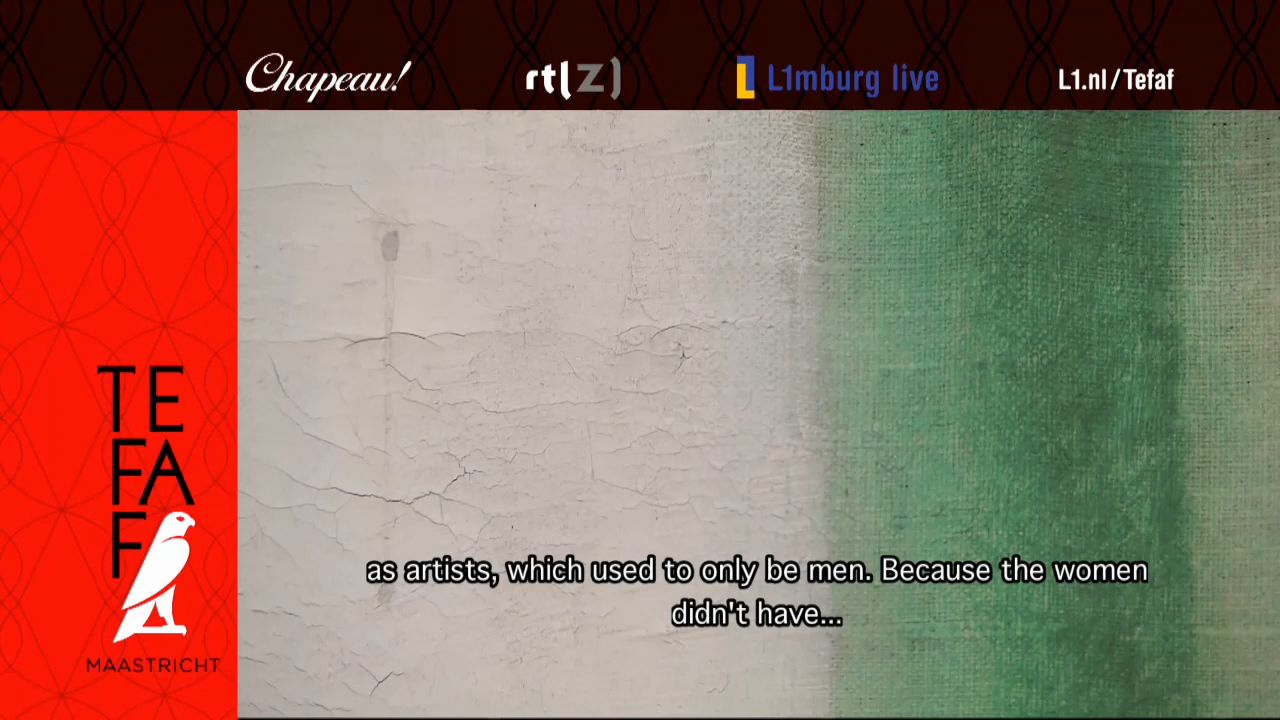 Chapeau!
rtl Z
L1mburg live
L1.nl/Tefaf
TE
FA
F
MAASTRICHT
as artists, which used to only be men. Because the women
didn't have...